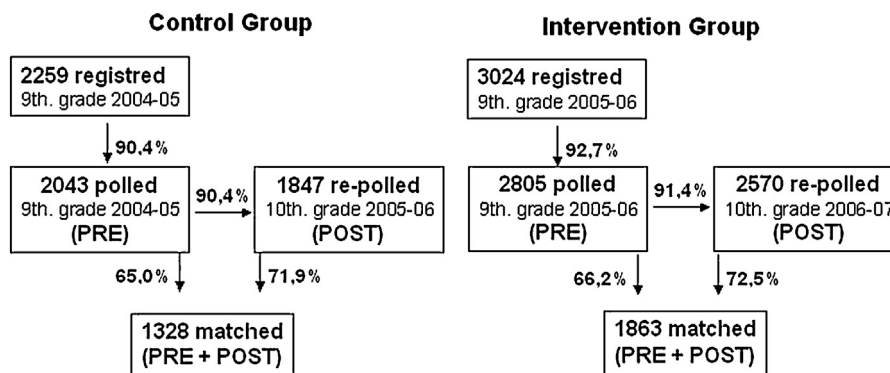 Control Group
2259 registred
9th. grade 2004-05
90,4%
2043 polled
9th. grade 2004-05
(PRE)
90,4%
1847 re-polled
10th. grade 2005-06
(POST)
65,0%
71,9%
1328 matched
(PRE + POST)
Intervention Group
3024 registred
9th. grade 2005-06
92,7%
2805 polled
9th. grade 2005-06
(PRE)
91,4%
2570 re-polled
10th. grade 2006-07
(POST)
66,2%
72,5%
1863 matched
(PRE + POST)